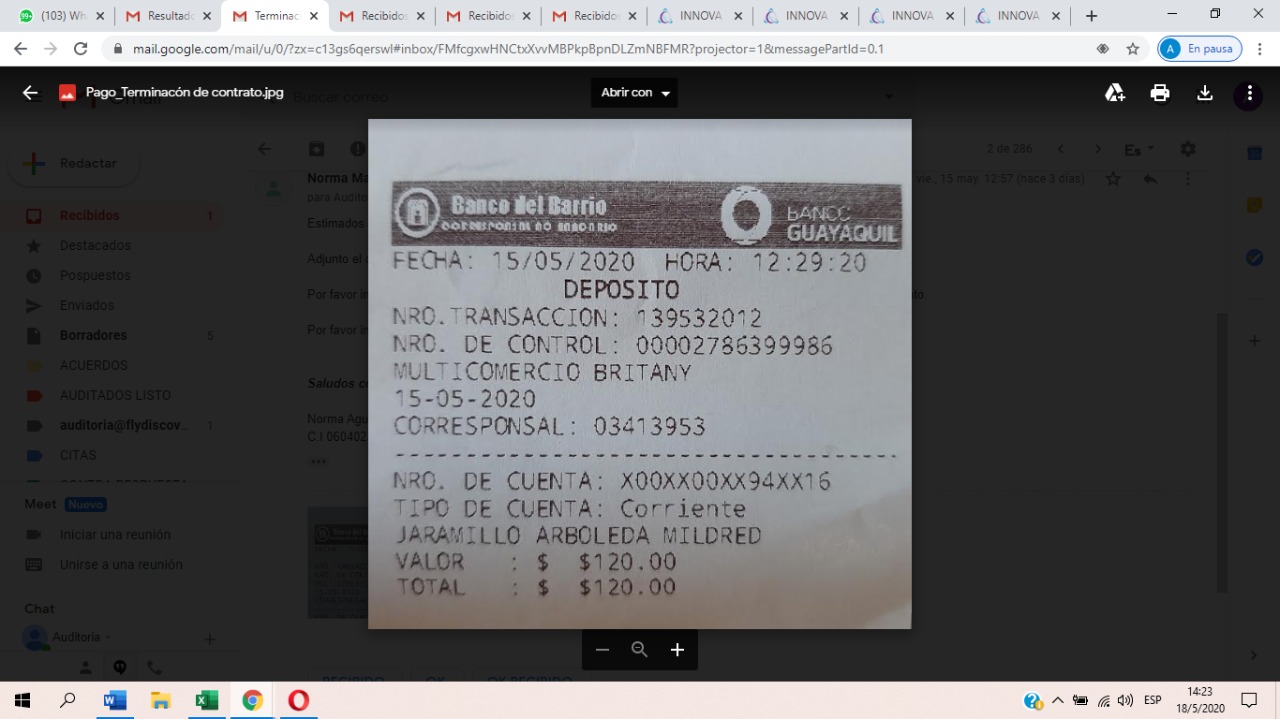 (103) Wh
Resultado
Terminac
Recibidos
Recibidos
Recibidos
INNOVA
INNOVA
INNOVA
INNOVA
mail.google.com/mail/u/0/?zx=c13gs6qerswl#inbox/FMfcgxwHNCtxXvvMBPkpBpnDLZmNBFMR?projector=1&messagePartId=0.1
A En pausa
Pago_Terminacón de contrato.jpg
Abrir con
Buscar correo
Redactar
2 de 286
Es
Recibidos 1
Destacados
Pospuestos
Enviados
Borradores 5
ACUERDOS
AUDITADOS LISTO
auditoria@flydiscov... 1
CITAS
Meet Nuevo
Iniciar una reunión
Unirse a una reunión
Chat
Auditoria
Norma Ma
vie., 15 may. 12:57 (hace 3 días)
para Audito
Estimados
Adjunto el
Por favor in
Por favor in
Saludos co
Norma Agu
C.I 060402
Banco del Barrio
BANCO
GUAYAQUIL
FECHA: 15/05/2020 HORA: 12:29:20
DEPOSITO
NRO.TRANSACCION: 139532012
NRO. DE CONTROL: 00002786399986
MULTICOMERCIO BRITANY
15-05-2020
CORRESPONSAL: 03413953
NRO. DE CUENTA: X00XX00XX94XX16
TIPO DE CUENTA: Corriente
JARAMILLO ARBOLEDA MILDRED
VALOR : $ $120.00
TOTAL : $ $120.00
ESP
14:23
18/5/2020